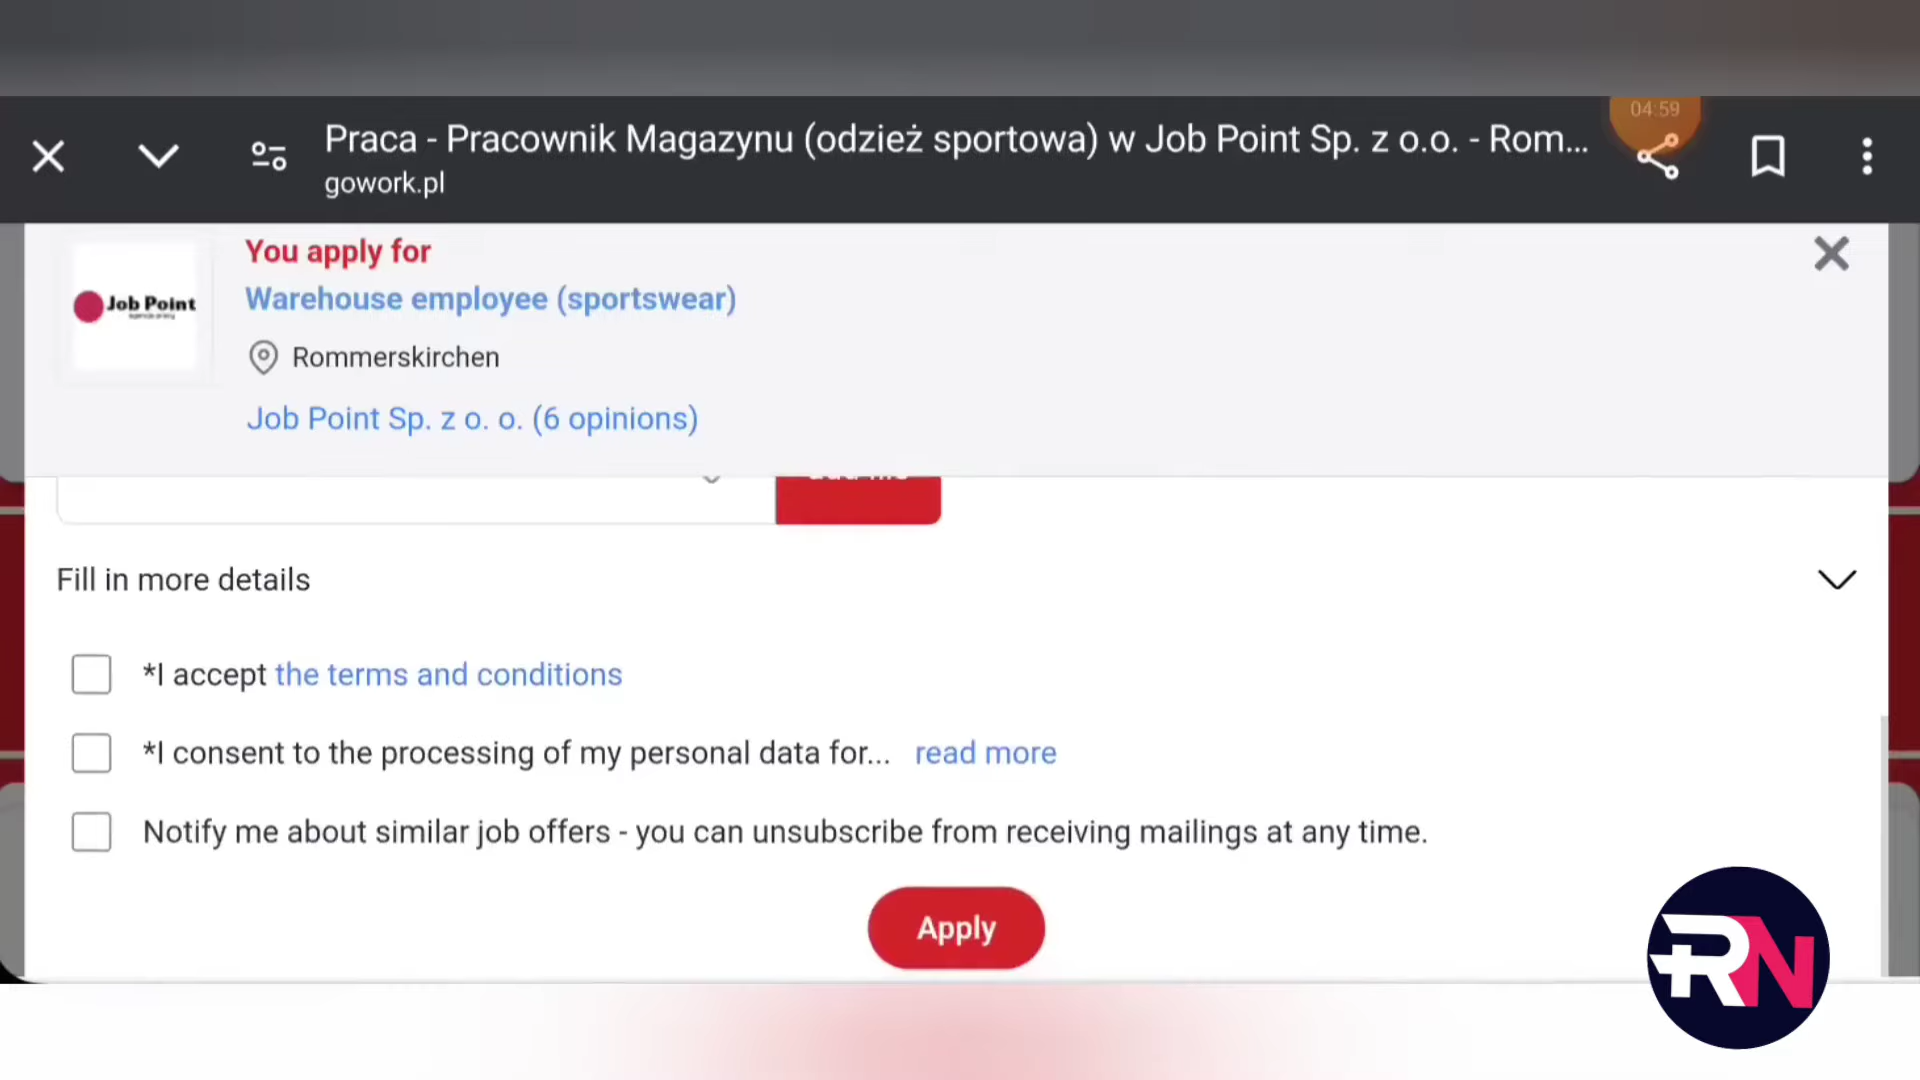 04:59
Praca - Pracownik Magazynu (odzież sportowa) w Job Point Sp. z o.o. - Rom...
gowork.pl
You apply for
Job Point
Warehouse employee (sportswear)
Rommerskirchen
Job Point Sp. z o. o. (6 opinions)
Fill in more details
*I accept the terms and conditions
*I consent to the processing of my personal data for... read more
Notify me about similar job offers - you can unsubscribe from receiving mailings at any time.
Apply
RN